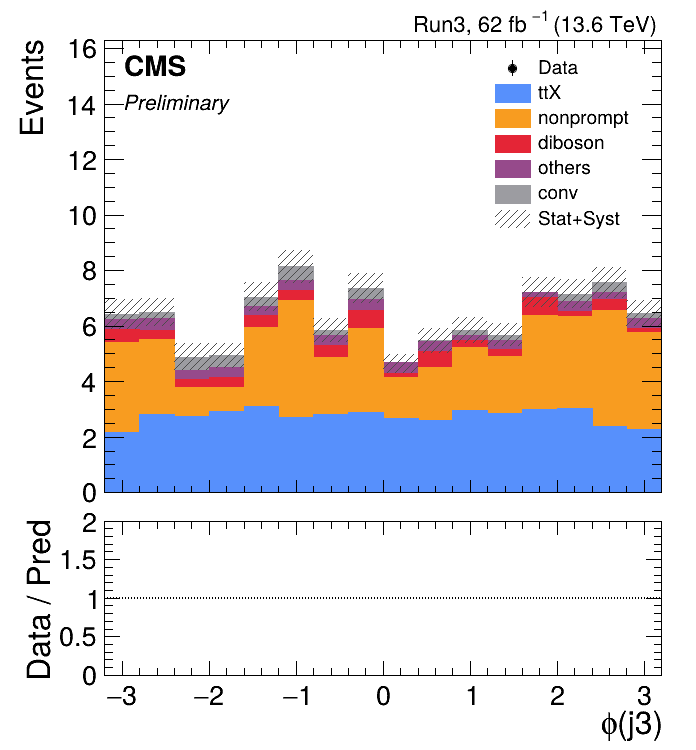 Run3, 62 fb⁻¹ (13.6 TeV)
CMS
Preliminary
Data
ttX
nonprompt
diboson
others
conv
Stat+Syst
Events
16
14
12
10
8
6
4
2
0
Data / Pred
2
1.5
1
0.5
0
−3 −2 −1 0 1 2 3
ϕ(j3)